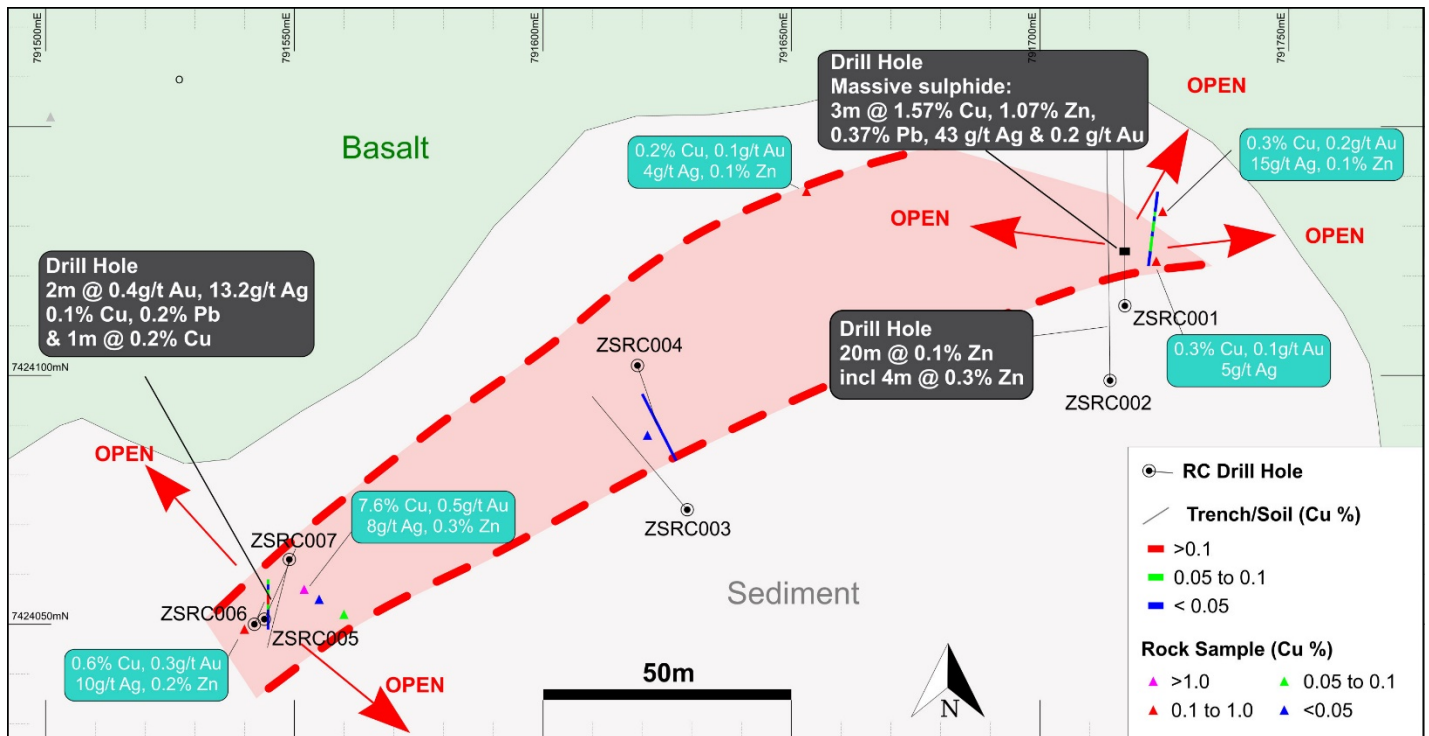 791500mE
791550mE
791600mE
791650mE
791700mE
791750mE
Basalt
Drill Hole
Massive sulphide:
3m @ 1.57% Cu, 1.07% Zn,
0.37% Pb, 43 g/t Ag & 0.2 g/t Au
OPEN
0.3% Cu, 0.2g/t Au
15g/t Ag, 0.1% Zn
0.2% Cu, 0.1g/t Au
4g/t Ag, 0.1% Zn
OPEN
OPEN
Drill Hole
2m @ 0.4g/t Au, 13.2g/t Ag
0.1% Cu, 0.2% Pb
& 1m @ 0.2% Cu
ZSRC001
Drill Hole
20m @ 0.1% Zn
incl 4m @ 0.3% Zn
0.3% Cu, 0.1g/t Au
5g/t Ag
ZSRC004
7424100mN
ZSRC002
OPEN
7.6% Cu, 0.5g/t Au
8g/t Ag, 0.3% Zn
ZSRC003
ZSRC007
Sediment
7424050mN
ZSRC006
ZSRC005
0.6% Cu, 0.3g/t Au
10g/t Ag, 0.2% Zn
OPEN
50m
N
RC Drill Hole
Trench/Soil (Cu %)
>0.1
0.05 to 0.1
< 0.05
Rock Sample (Cu %)
>1.0
0.05 to 0.1
0.1 to 1.0
<0.05